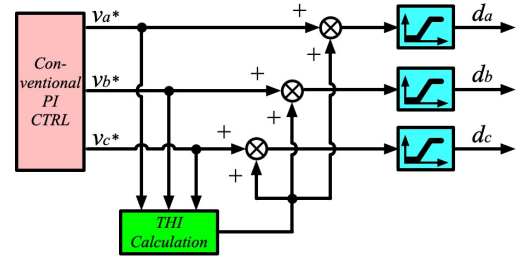 va*
+
da
Con-
ventional
PI
CTRL
+
vb*
+
db
+
vc*
+
dc
+
THI
Calculation